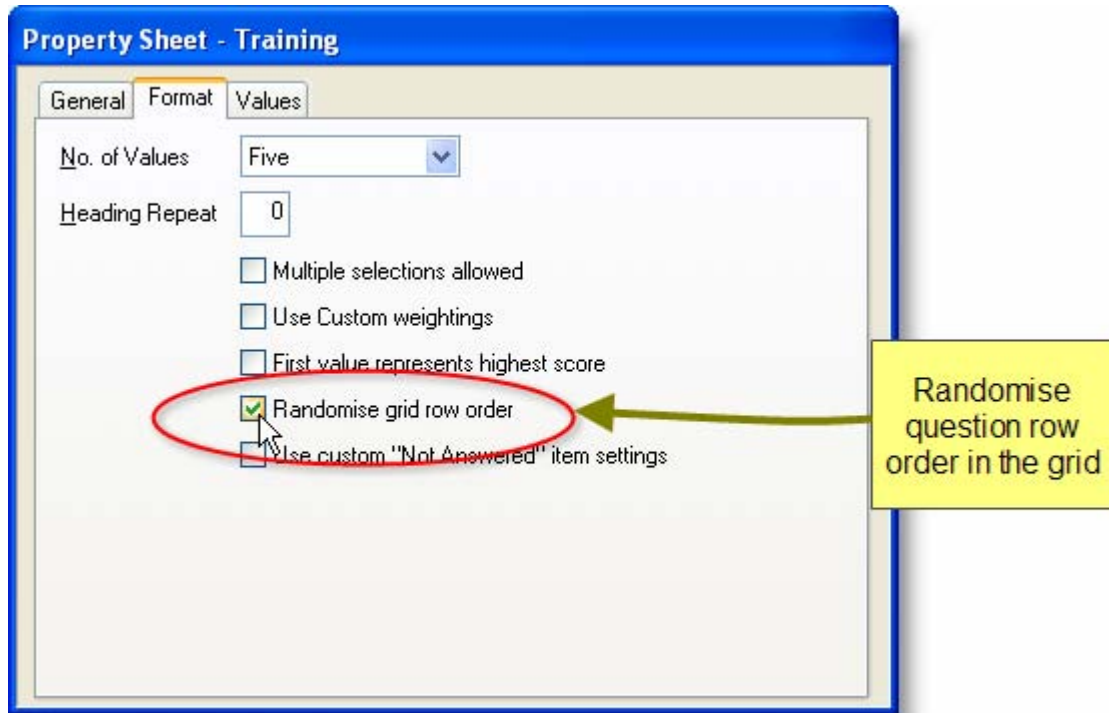 Property Sheet - Training
General Format Values
No. of Values Five
Heading Repeat 0
Multiple selections allowed
Use Custom weightings
First value represents highest score
Randomise grid row order
Use custom "Not Answered" item settings
Randomise
question row
order in the grid